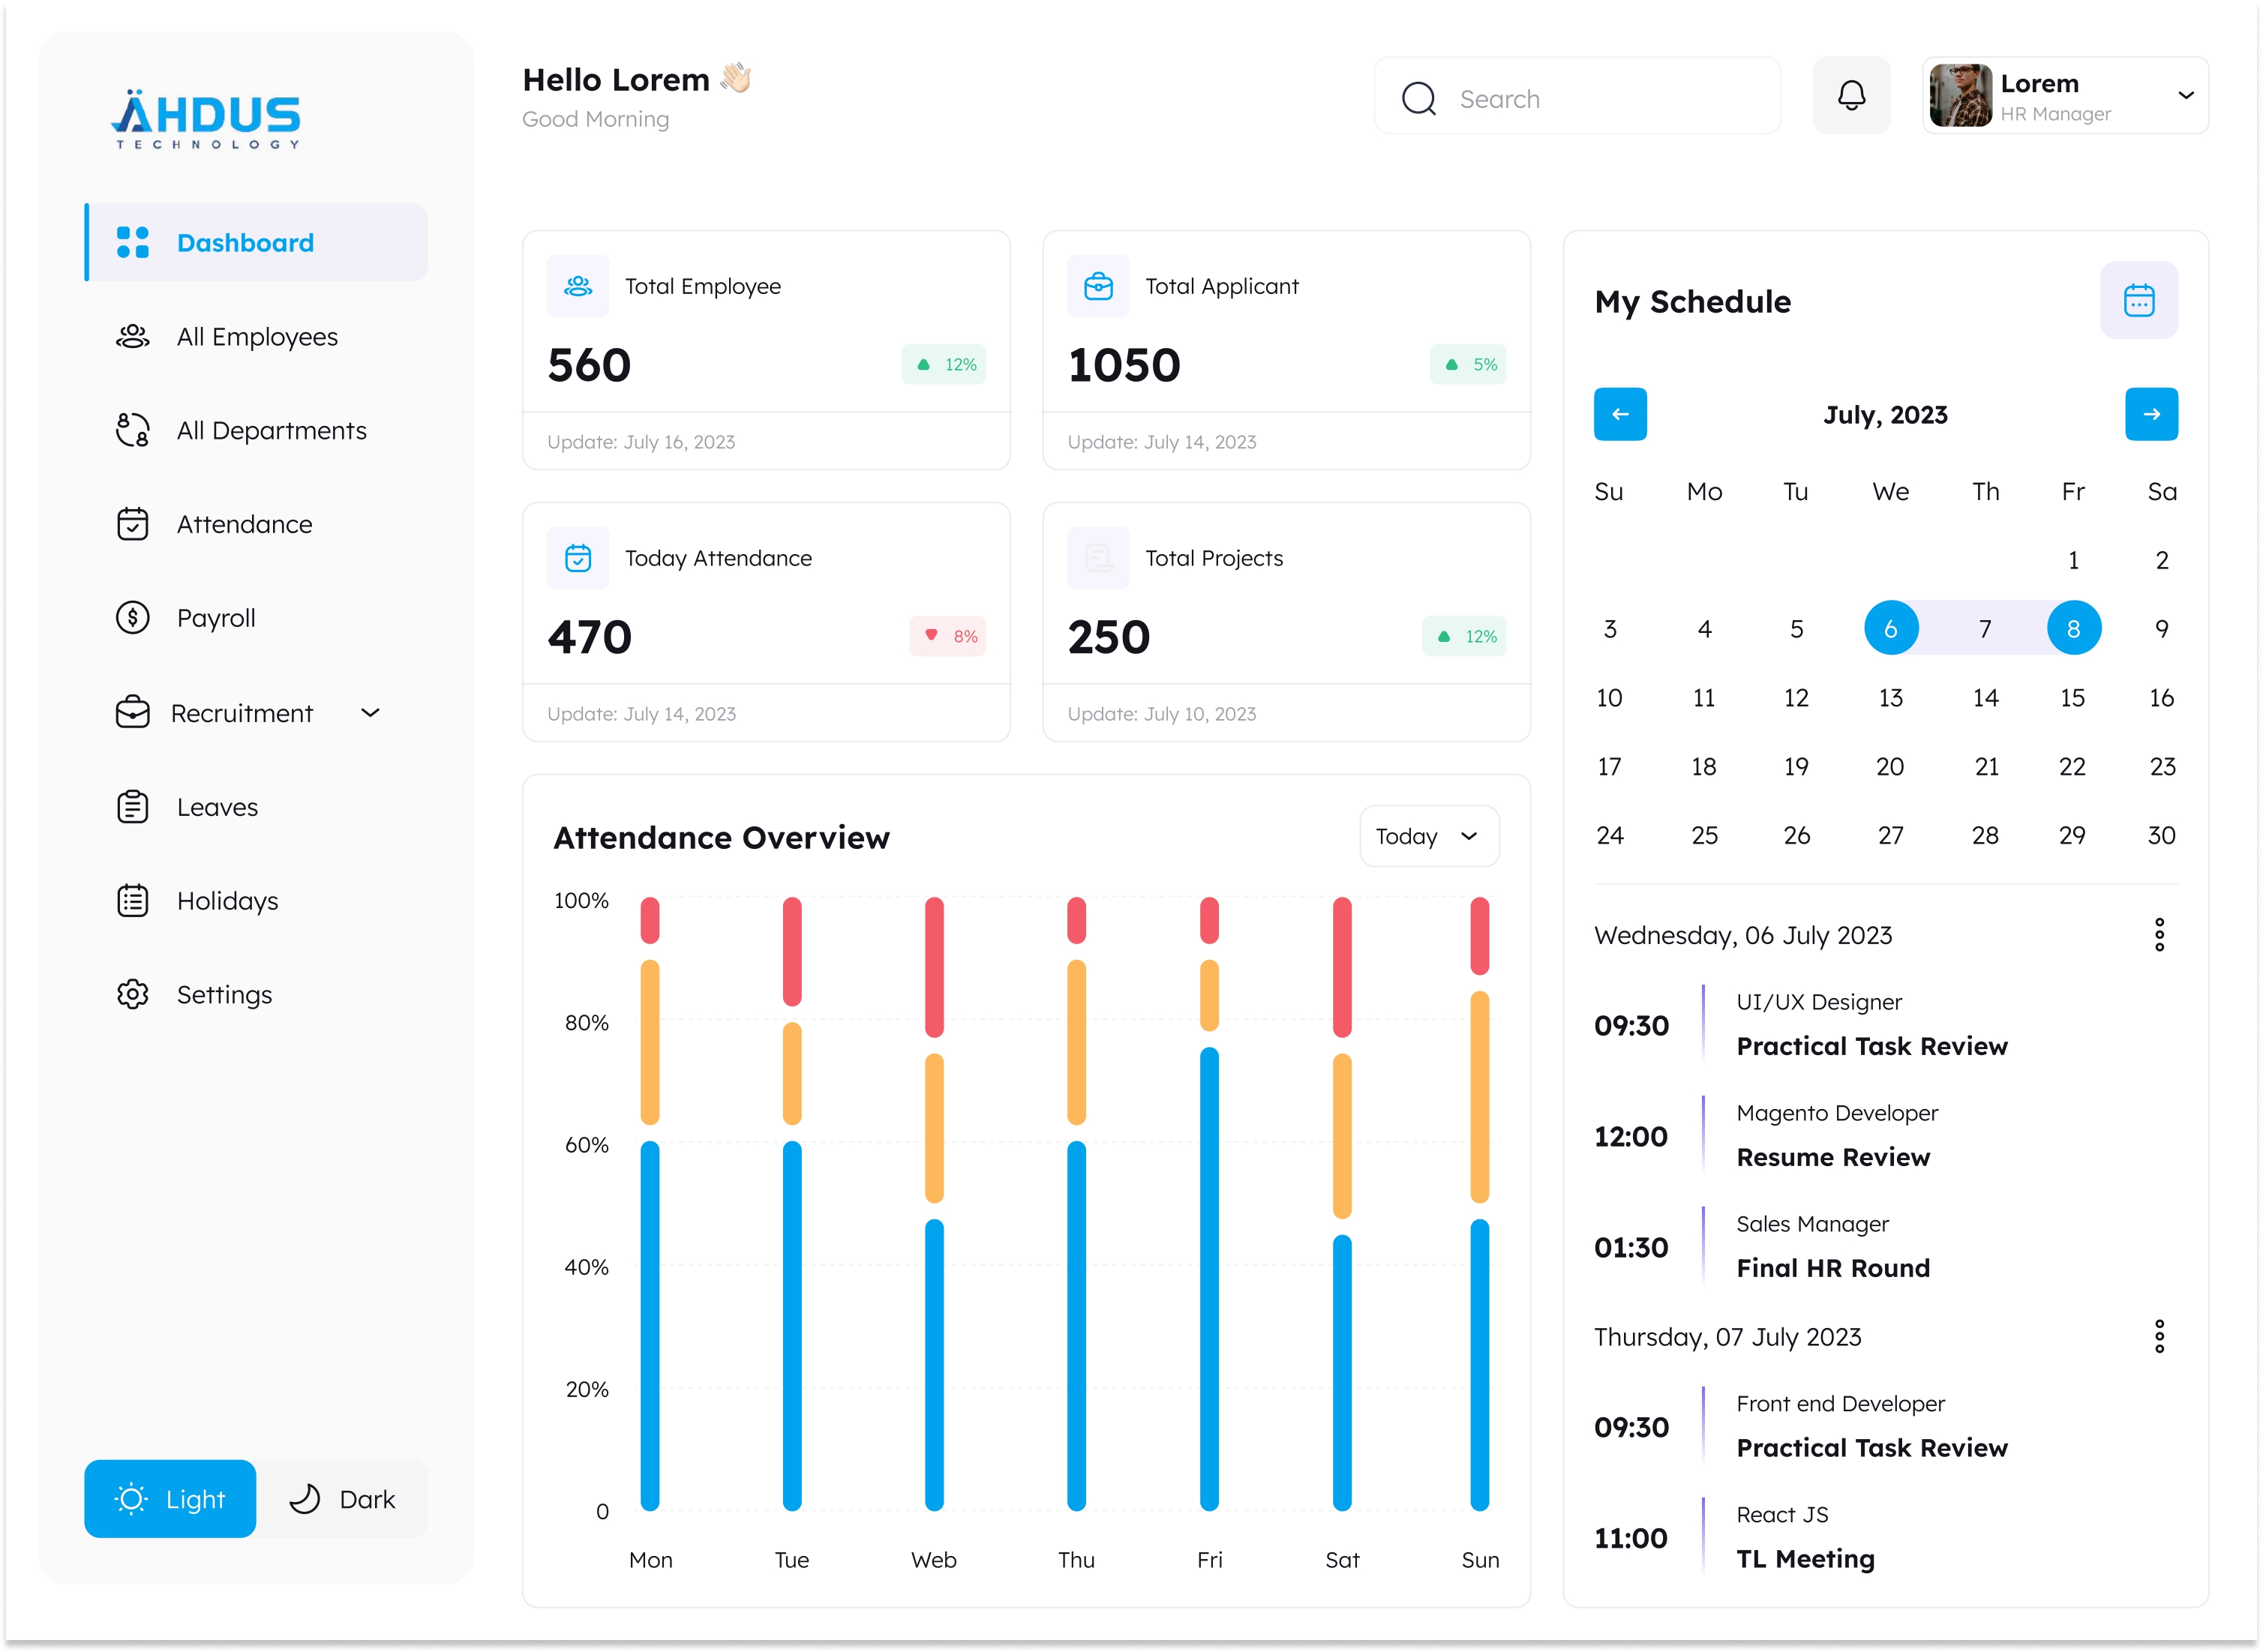 ÄHDUS
TECHNOLOGY
Dashboard
All Employees
All Departments
Attendance
Payroll
Recruitment
Leaves
Holidays
Settings
Light
Dark
Hello Lorem 👋🏻
Good Morning
Search
Lorem
HR Manager
Total Employee
560
12%
Update: July 16, 2023
Total Applicant
1050
5%
Update: July 14, 2023
Today Attendance
470
8%
Update: July 14, 2023
Total Projects
250
12%
Update: July 10, 2023
Attendance Overview
Today
100%
80%
60%
40%
20%
0
Mon Tue Web Thu Fri Sat Sun
My Schedule
July, 2023
Su Mo Tu We Th Fr Sa
1 2
3 4 5 6 7 8 9
10 11 12 13 14 15 16
17 18 19 20 21 22 23
24 25 26 27 28 29 30
Wednesday, 06 July 2023
09:30
UI/UX Designer
Practical Task Review
12:00
Magento Developer
Resume Review
01:30
Sales Manager
Final HR Round
Thursday, 07 July 2023
09:30
Front end Developer
Practical Task Review
11:00
React JS
TL Meeting